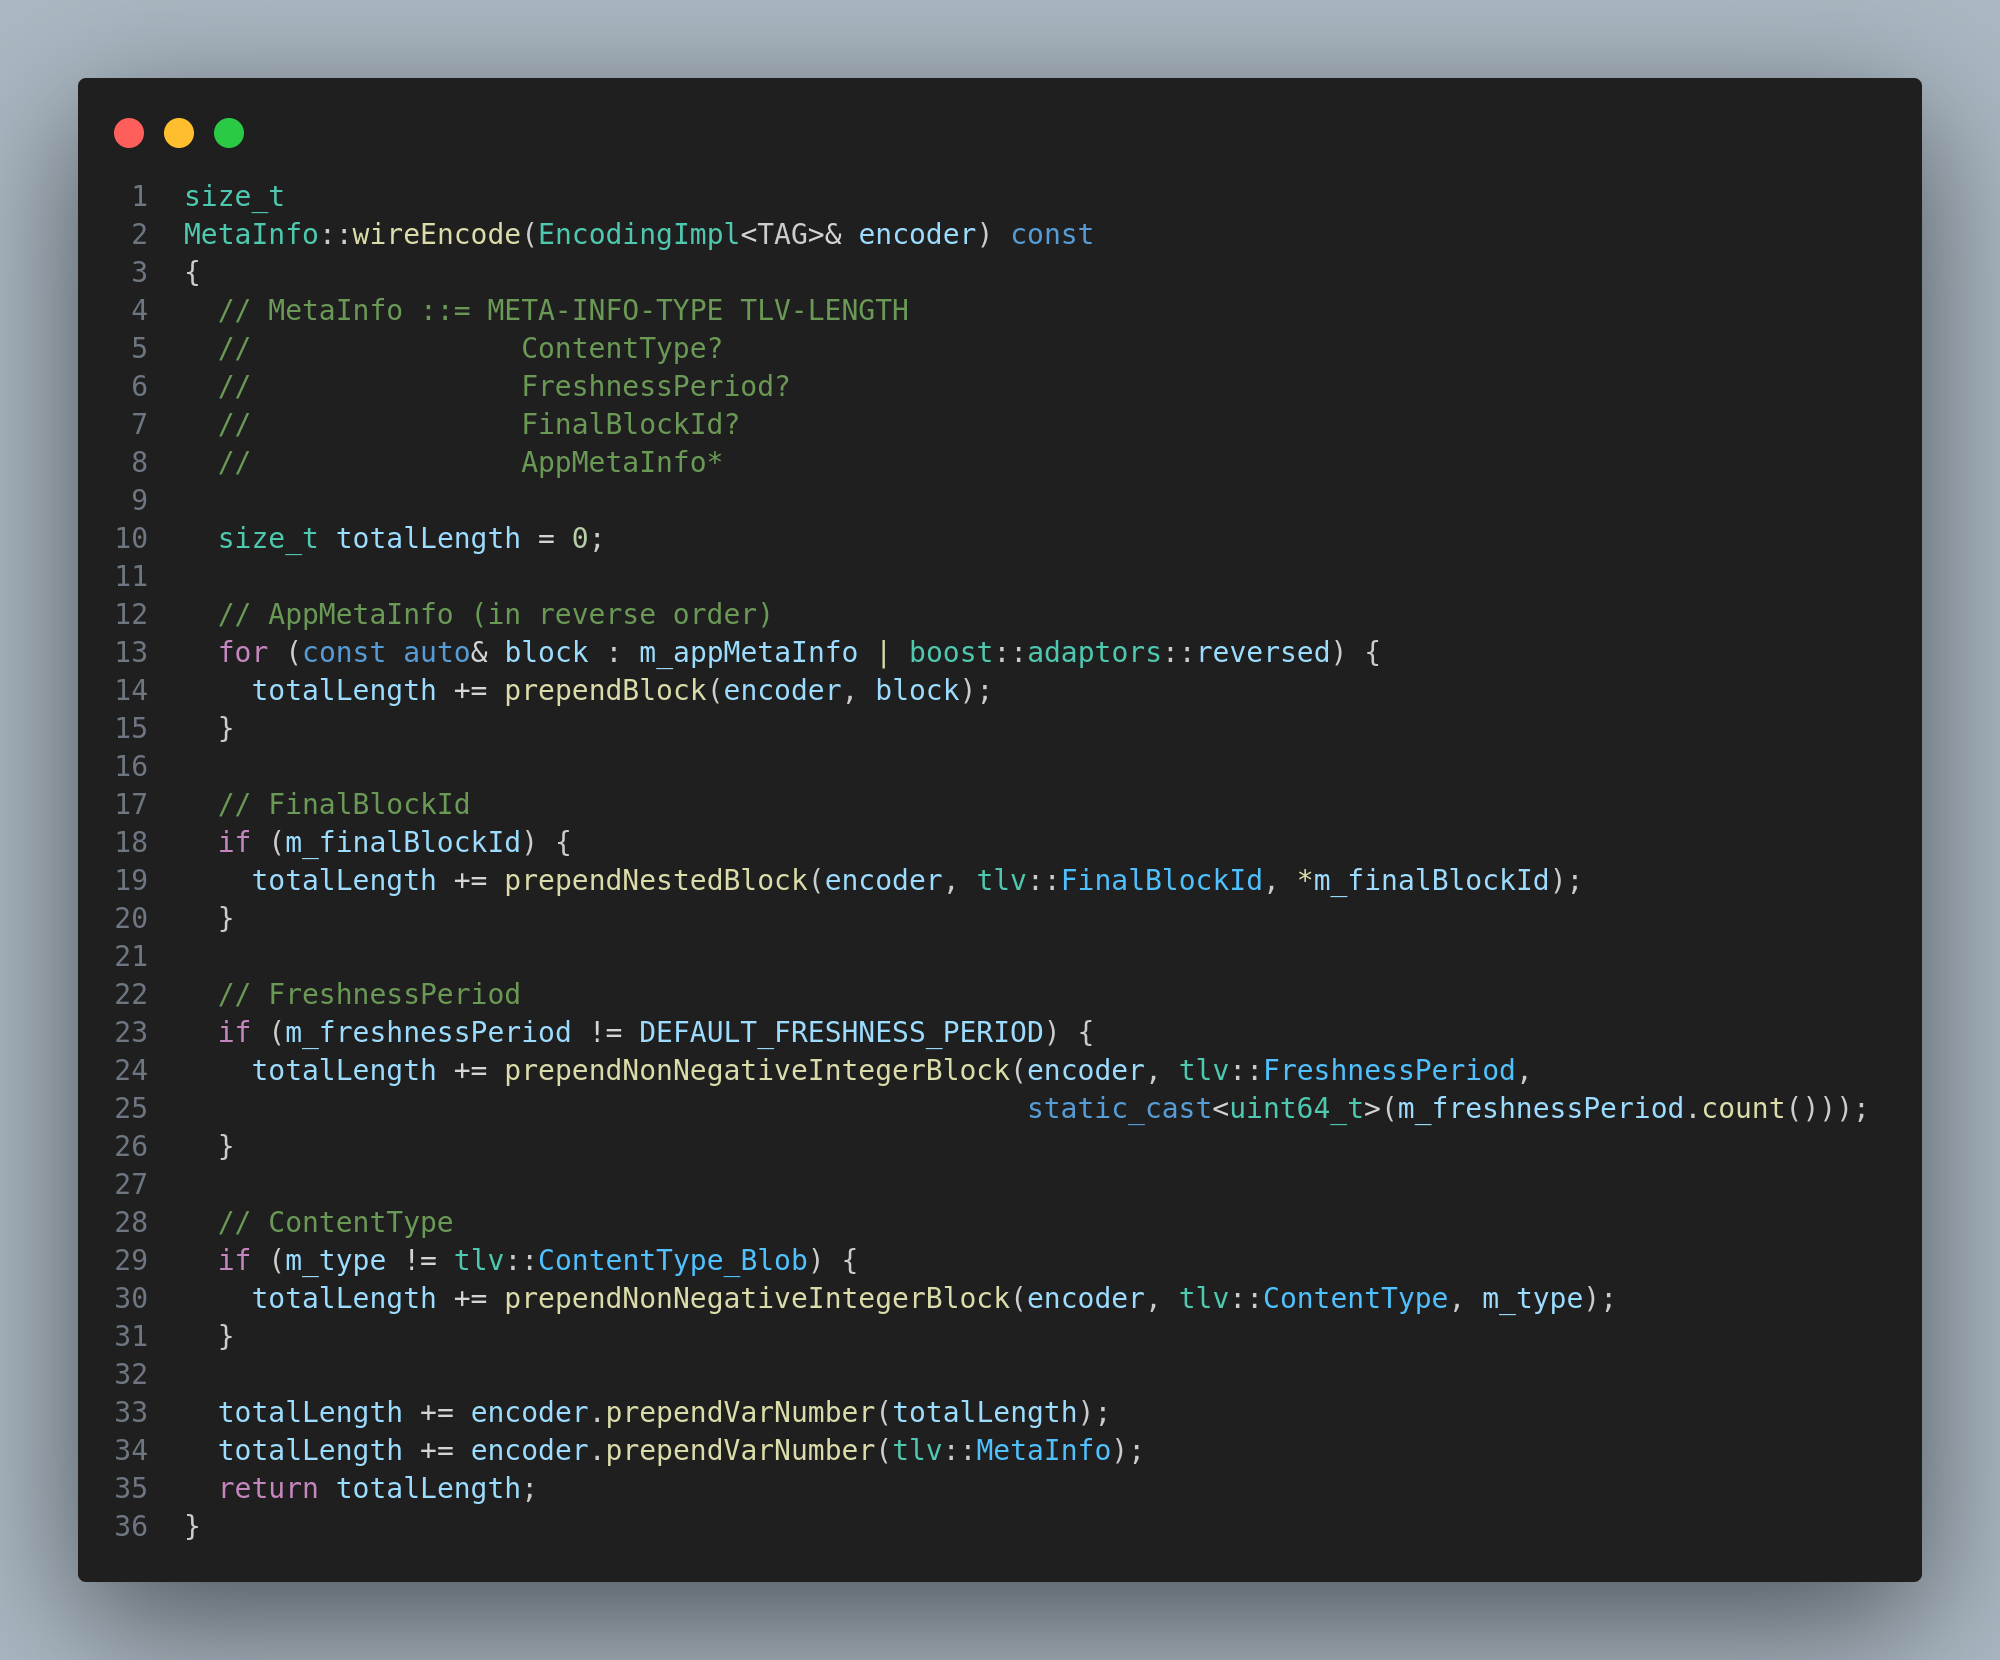 1 size_t
2 MetaInfo::wireEncode(EncodingImpl<TAG>& encoder) const
3 {
4   // MetaInfo ::= META-INFO-TYPE TLV-LENGTH
5   //                ContentType?
6   //                FreshnessPeriod?
7   //                FinalBlockId?
8   //                AppMetaInfo*
9
10   size_t totalLength = 0;
11
12   // AppMetaInfo (in reverse order)
13   for (const auto& block : m_appMetaInfo | boost::adaptors::reversed) {
14     totalLength += prependBlock(encoder, block);
15   }
16
17   // FinalBlockId
18   if (m_finalBlockId) {
19     totalLength += prependNestedBlock(encoder, tlv::FinalBlockId, *m_finalBlockId);
20   }
21
22   // FreshnessPeriod
23   if (m_freshnessPeriod != DEFAULT_FRESHNESS_PERIOD) {
24     totalLength += prependNonNegativeIntegerBlock(encoder, tlv::FreshnessPeriod,
25                                                   static_cast<uint64_t>(m_freshnessPeriod.count()));
26   }
27
28   // ContentType
29   if (m_type != tlv::ContentType_Blob) {
30     totalLength += prependNonNegativeIntegerBlock(encoder, tlv::ContentType, m_type);
31   }
32
33   totalLength += encoder.prependVarNumber(totalLength);
34   totalLength += encoder.prependVarNumber(tlv::MetaInfo);
35   return totalLength;
36 }